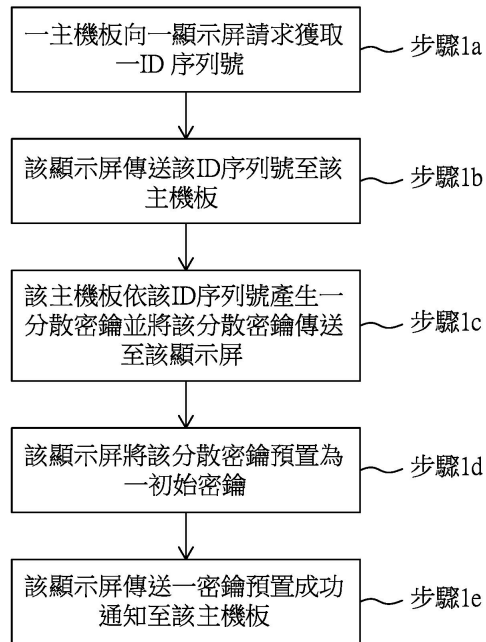 一主機板向一顯示屏請求獲取
一ID 序列號
步驟1a
該顯示屏傳送該ID序列號至該
主機板
步驟1b
該主機板依該ID序列號產生一
分散密鑰並將該分散密鑰傳送
至該顯示屏
步驟1c
該顯示屏將該分散密鑰預置為
一初始密鑰
步驟1d
該顯示屏傳送一密鑰預置成功
通知至該主機板
步驟1e